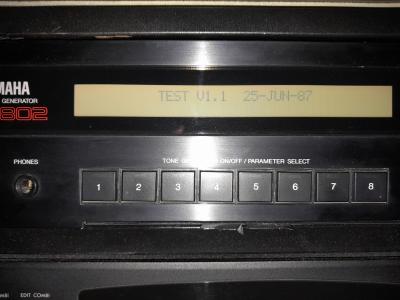 TEST V1.1 25-JUN-87
MAHA
GENERATOR
802
PHONES
TONE GE ON/OFF / PARAMETER SELECT
1 2 3 4 5 6 7 8
EDIT